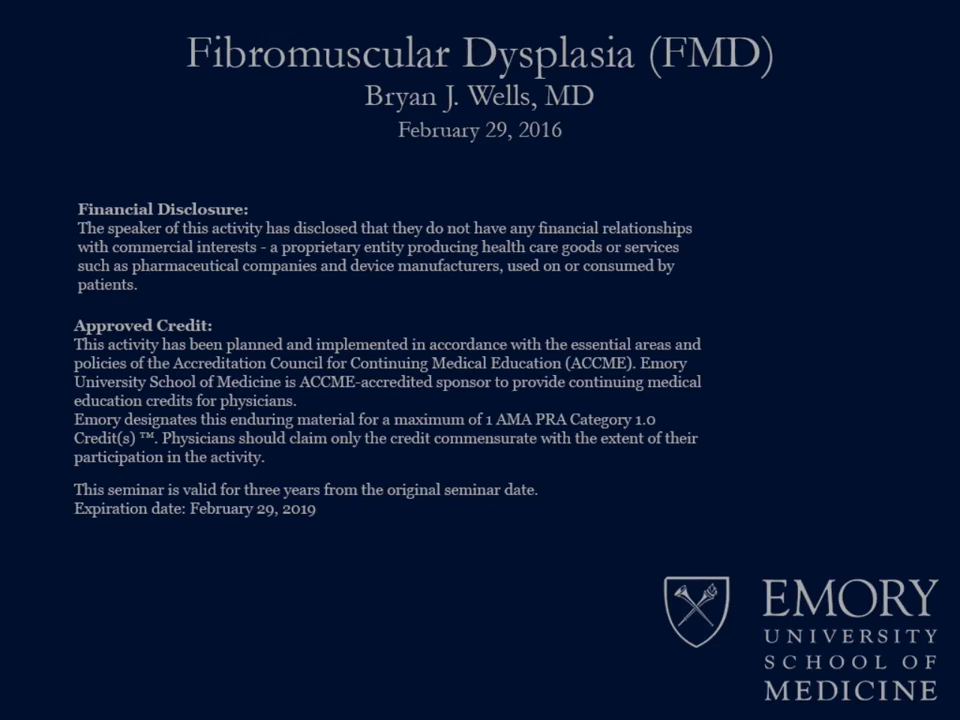 Fibromuscular Dysplasia (FMD)
Bryan J. Wells, MD
February 29, 2016
Financial Disclosure:
The speaker of this activity has disclosed that they do not have any financial relationships
with commercial interests - a proprietary entity producing health care goods or services
such as pharmaceutical companies and device manufacturers, used on or consumed by
patients.
Approved Credit:
This activity has been planned and implemented in accordance with the essential areas and
policies of the Accreditation Council for Continuing Medical Education (ACCME). Emory
University School of Medicine is ACCME-accredited sponsor to provide continuing medical
education credits for physicians.
Emory designates this enduring material for a maximum of 1 AMA PRA Category 1.0
Credit(s) ™. Physicians should claim only the credit commensurate with the extent of their
participation in the activity.
This seminar is valid for three years from the original seminar date.
Expiration date: February 29, 2019
EMORY
UNIVERSITY
SCHOOL OF
MEDICINE